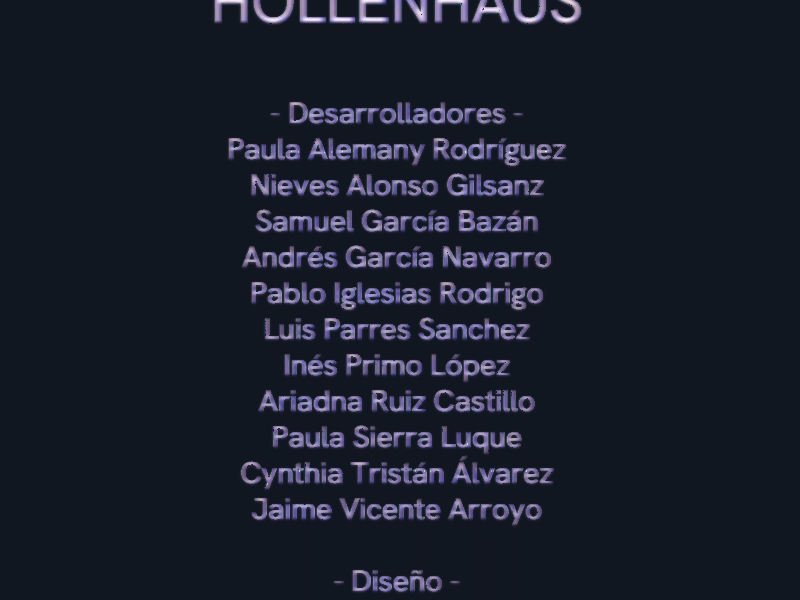 HÖLLENHAUS
- Desarrolladores -
Paula Alemany Rodríguez
Nieves Alonso Gilsanz
Samuel García Bazán
Andrés García Navarro
Pablo Iglesias Rodrigo
Luis Parres Sanchez
Inés Primo López
Ariadna Ruiz Castillo
Paula Sierra Luque
Cynthia Tristán Álvarez
Jaime Vicente Arroyo
- Diseño -